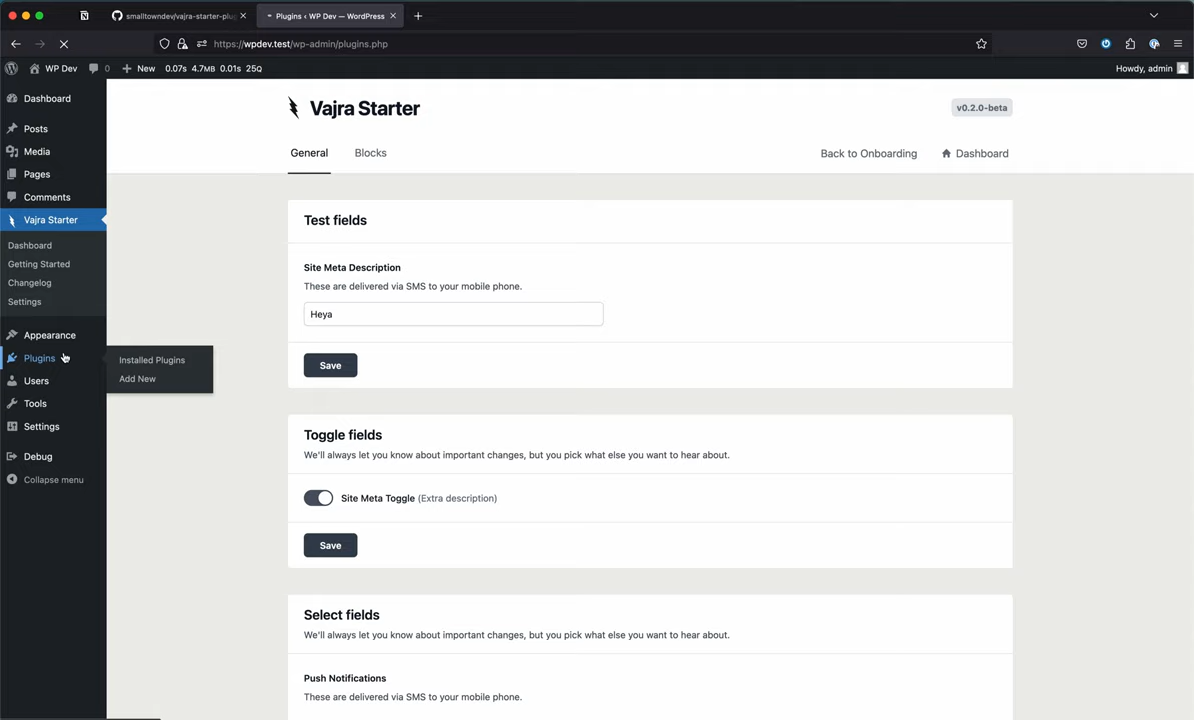 smalltowndev/vajra-starter-plug
Plugins ‹ WP Dev — WordPress
https://wpdev.test/wp-admin/plugins.php
WP Dev 0 New 0.07s 4.7MB 0.01s 25Q
Howdy, admin
Dashboard
Posts
Media
Pages
Comments
Vajra Starter
Dashboard
Getting Started
Changelog
Settings
Appearance
Plugins
Installed Plugins
Add New
Users
Tools
Settings
Debug
Collapse menu
Vajra Starter
v0.2.0-beta
General Blocks
Back to Onboarding Dashboard
Test fields
Site Meta Description
These are delivered via SMS to your mobile phone.
Heya
Save
Toggle fields
We'll always let you know about important changes, but you pick what else you want to hear about.
Site Meta Toggle (Extra description)
Save
Select fields
We'll always let you know about important changes, but you pick what else you want to hear about.
Push Notifications
These are delivered via SMS to your mobile phone.